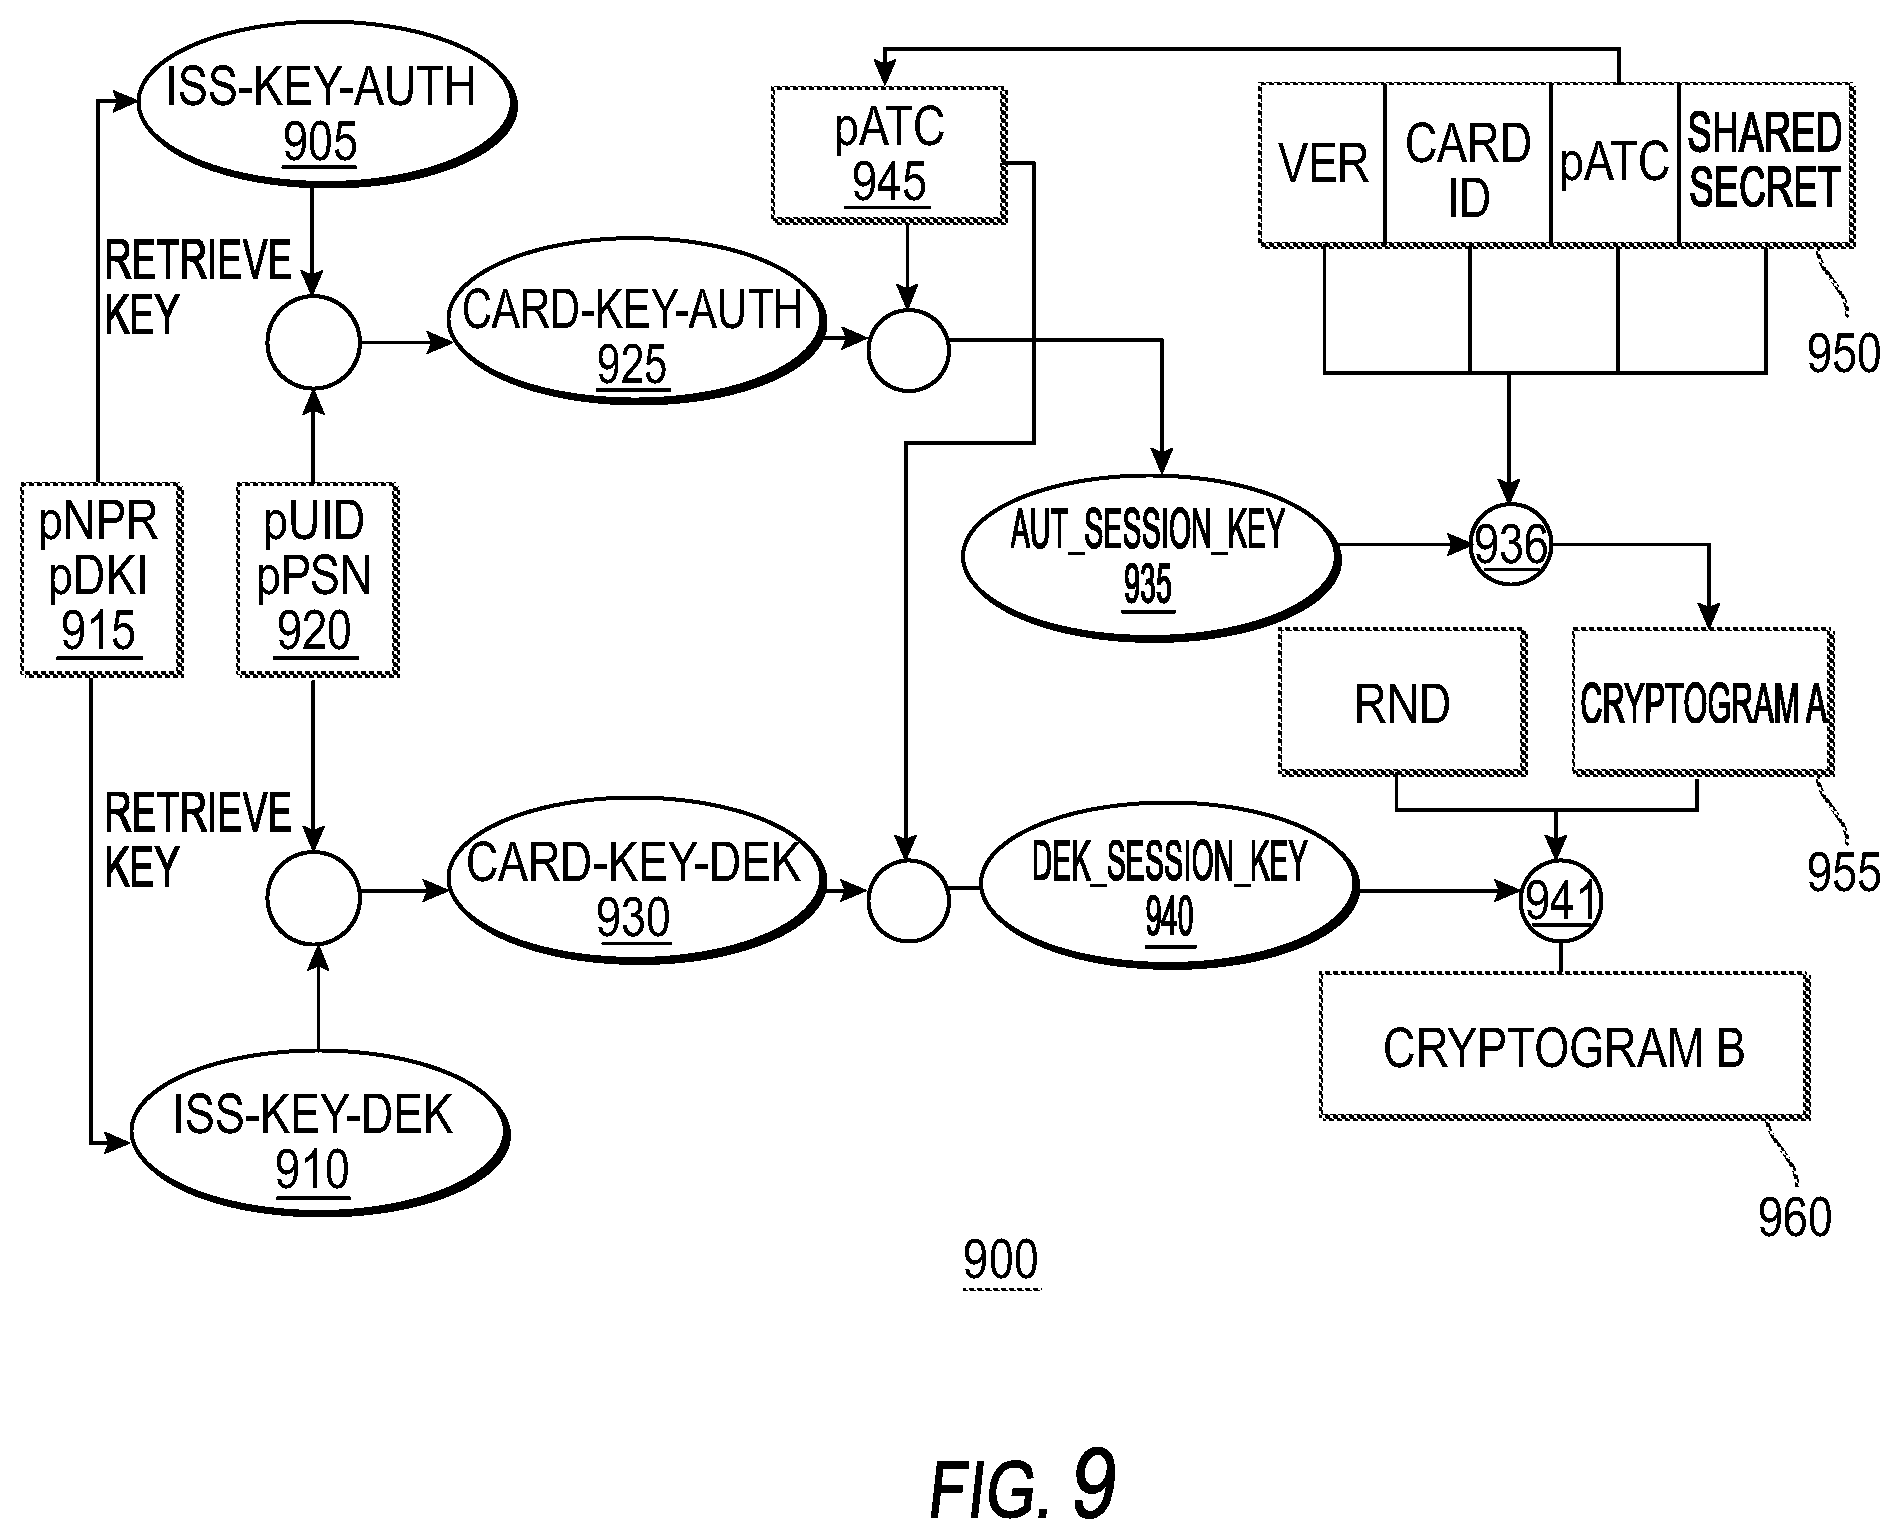 ISS-KEY-AUTH
905
pATC
945
VER
CARD
ID
pATC
SHARED
SECRET
950
RETRIEVE
KEY
CARD-KEY-AUTH
925
pNPR
pDKI
915
pUID
pPSN
920
AUT_SESSION_KEY
935
936
RND
CRYPTOGRAM A
955
RETRIEVE
KEY
CARD-KEY-DEK
930
DEK_SESSION_KEY
940
941
CRYPTOGRAM B
960
ISS-KEY-DEK
910
900
FIG. 9